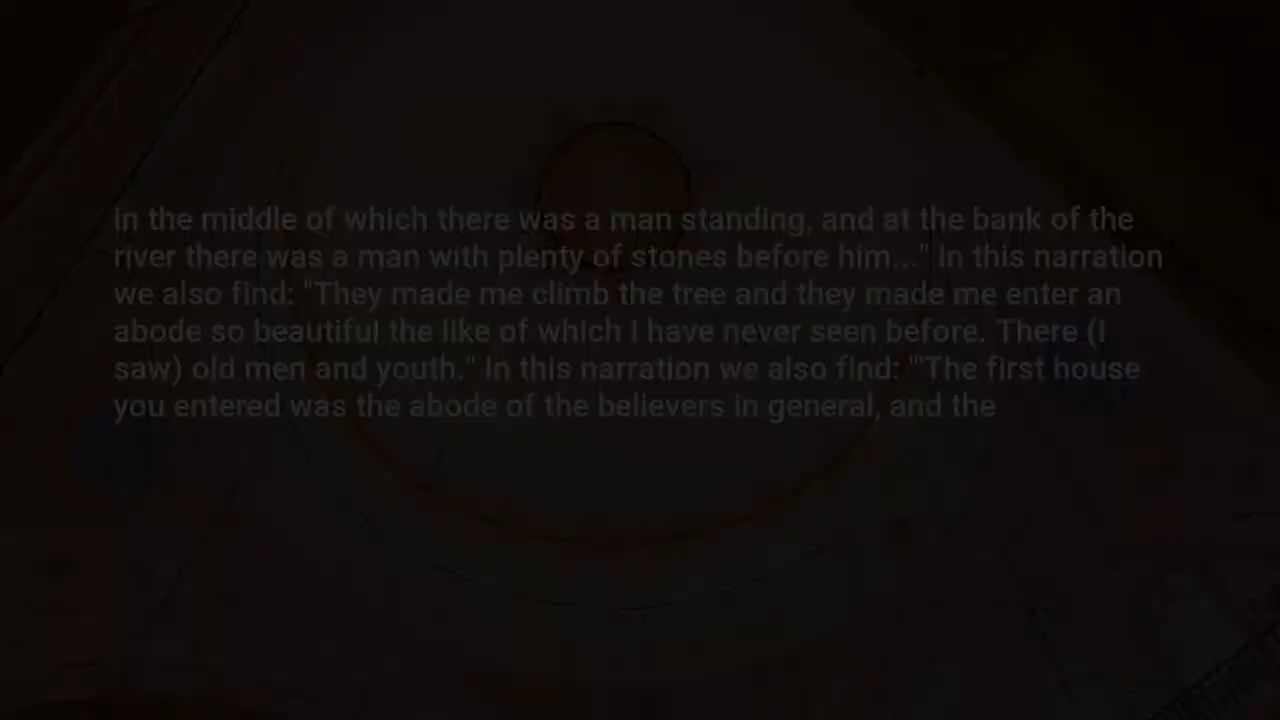 in the middle of which there was a man standing, and at the bank of the
river there was a man with plenty of stones before him..." In this narration
we also find: "They made me climb the tree and they made me enter an
abode so beautiful the like of which I have never seen before. There (I
saw) old men and youth." In this narration we also find: "'The first house
you entered was the abode of the believers in general, and the